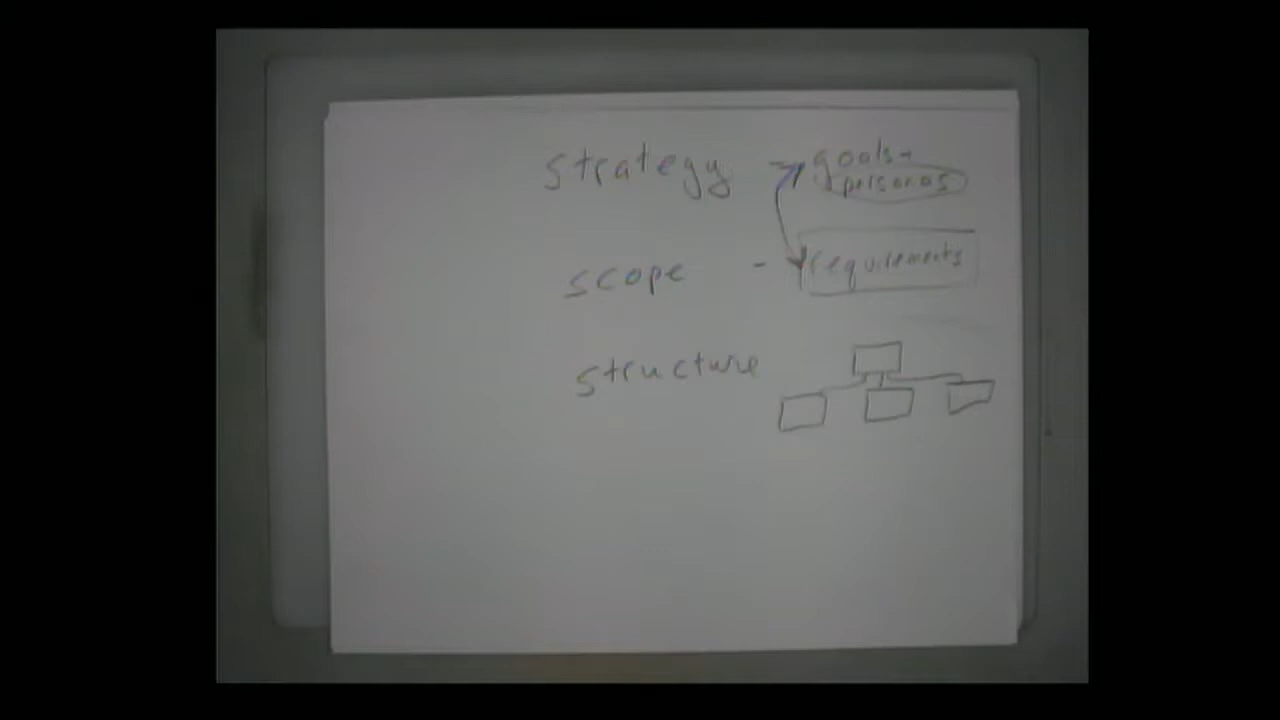 strategy - goals +
personas
scope - requirements
structure